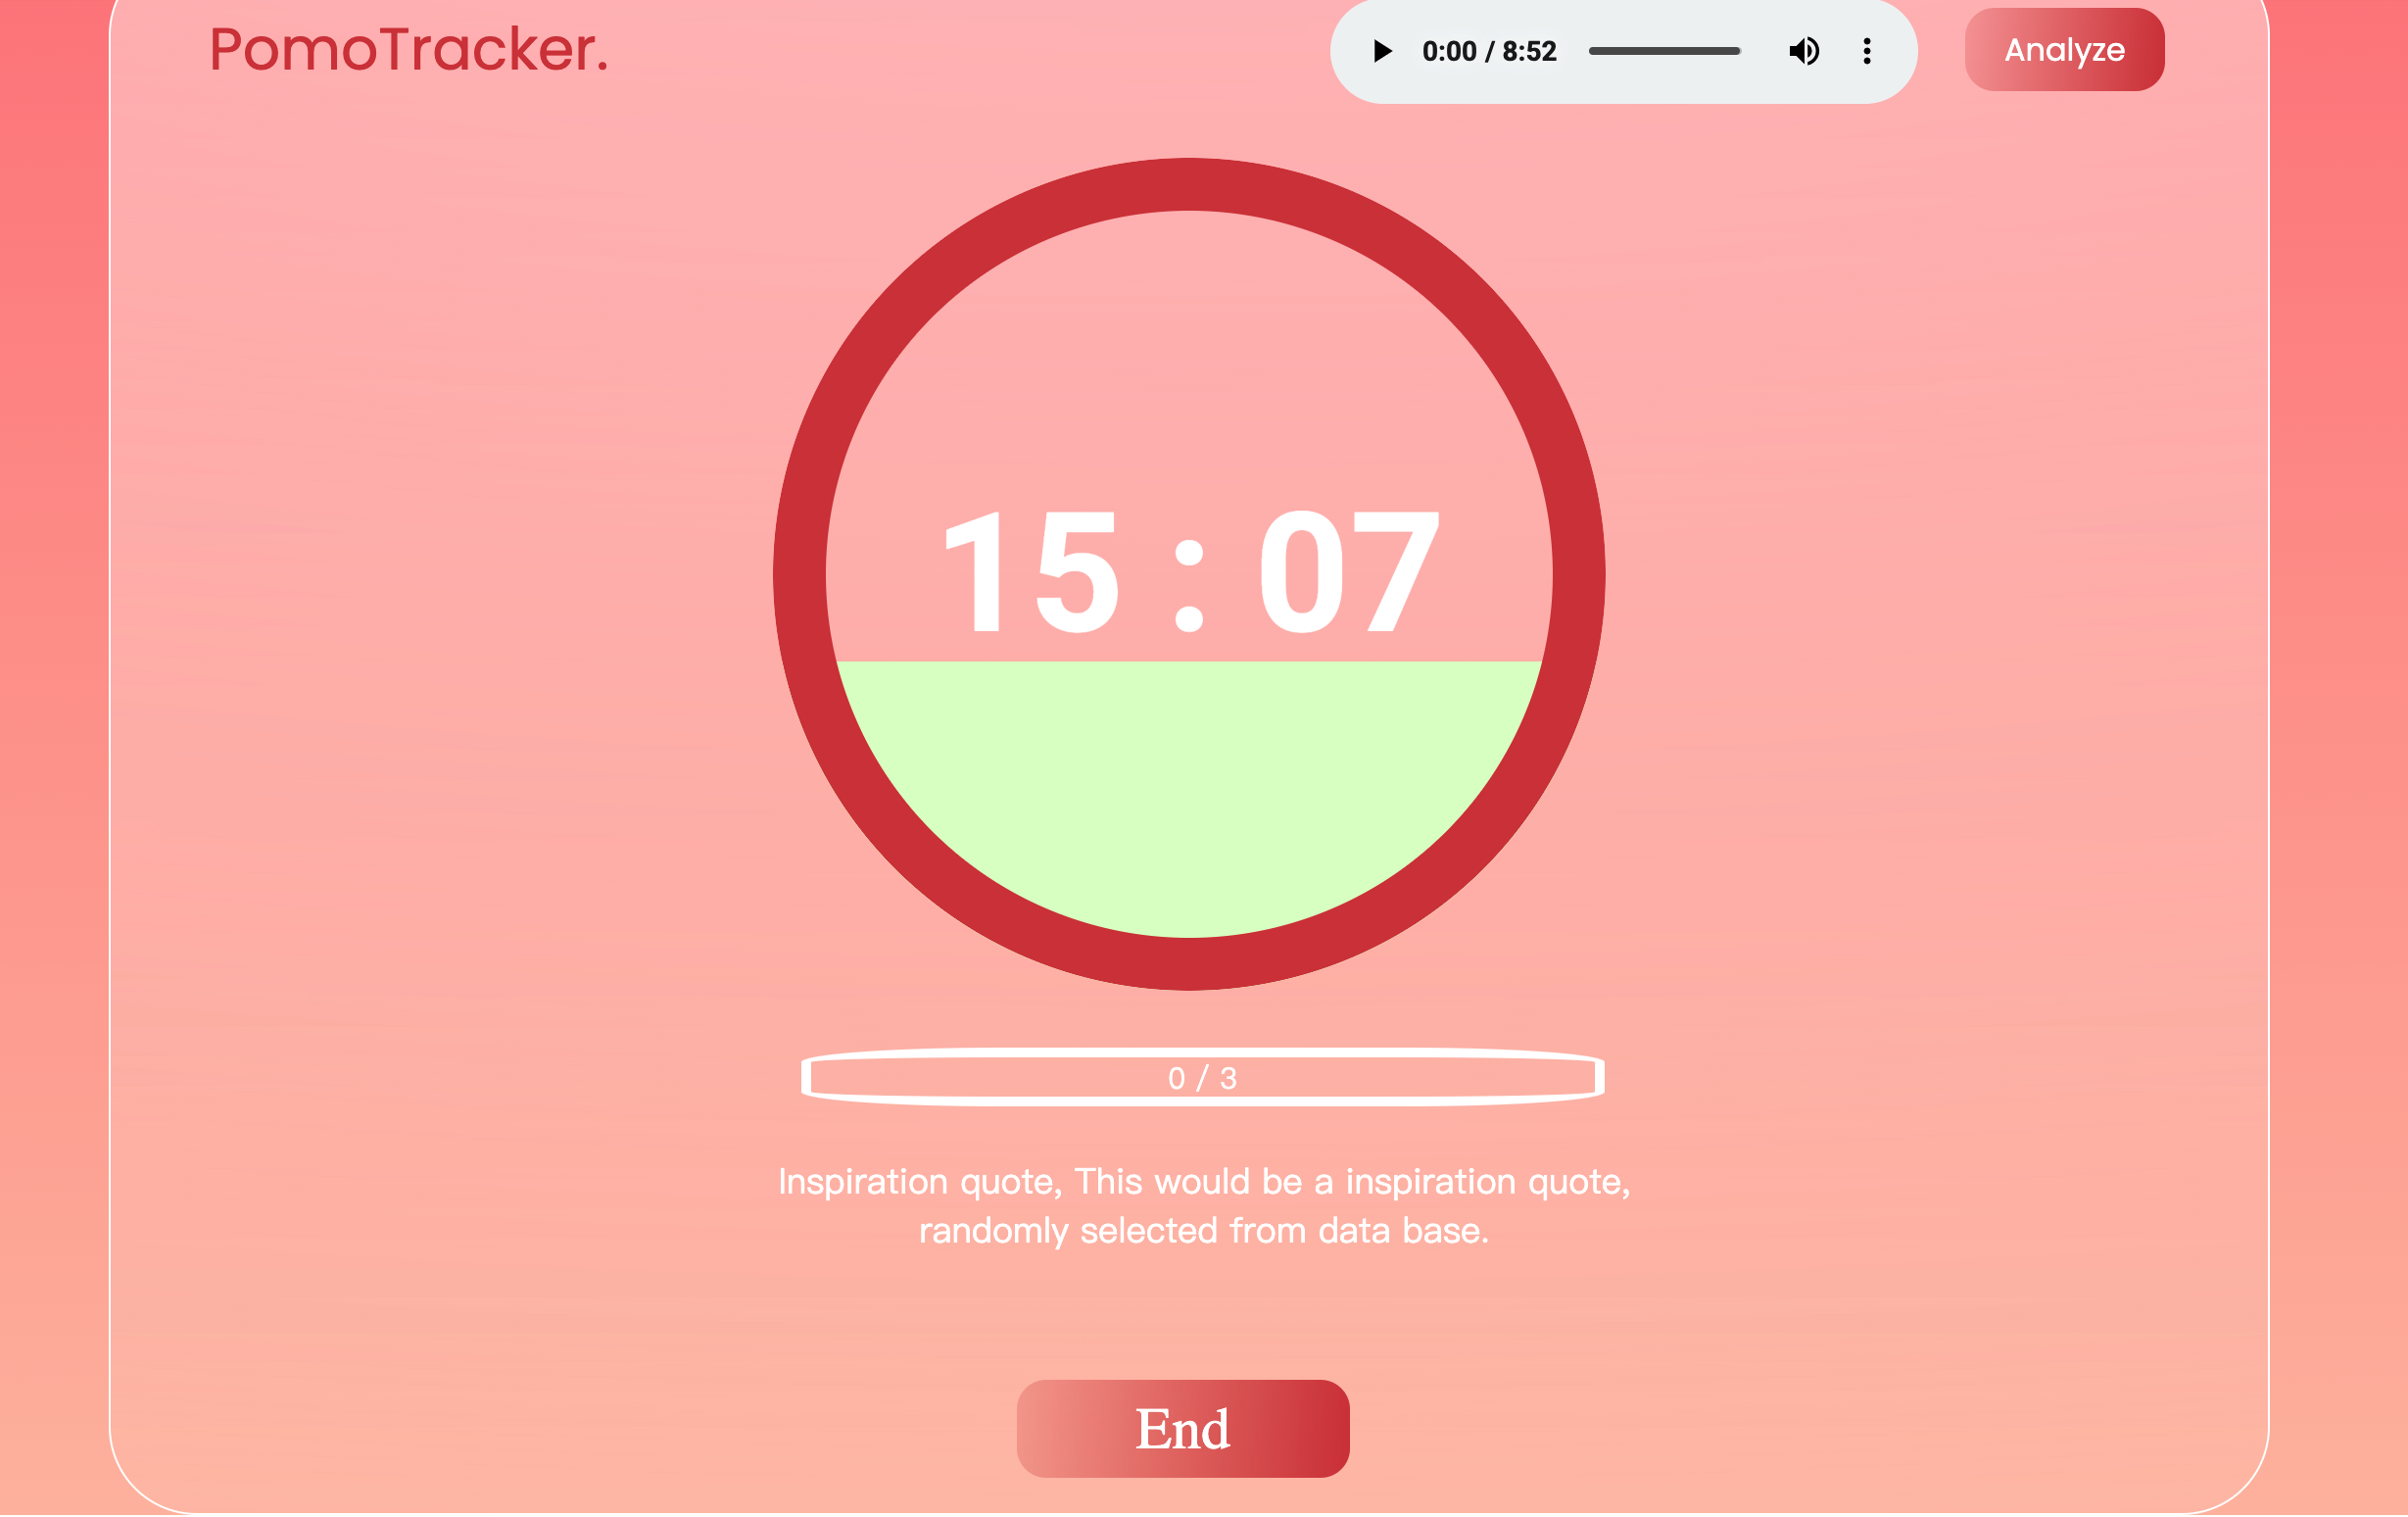 PomoTracker.
0:00 / 8:52
Analyze
15 : 07
0 / 3
Inspiration quote, This would be a inspiration quote,
randomly selected from data base.
End